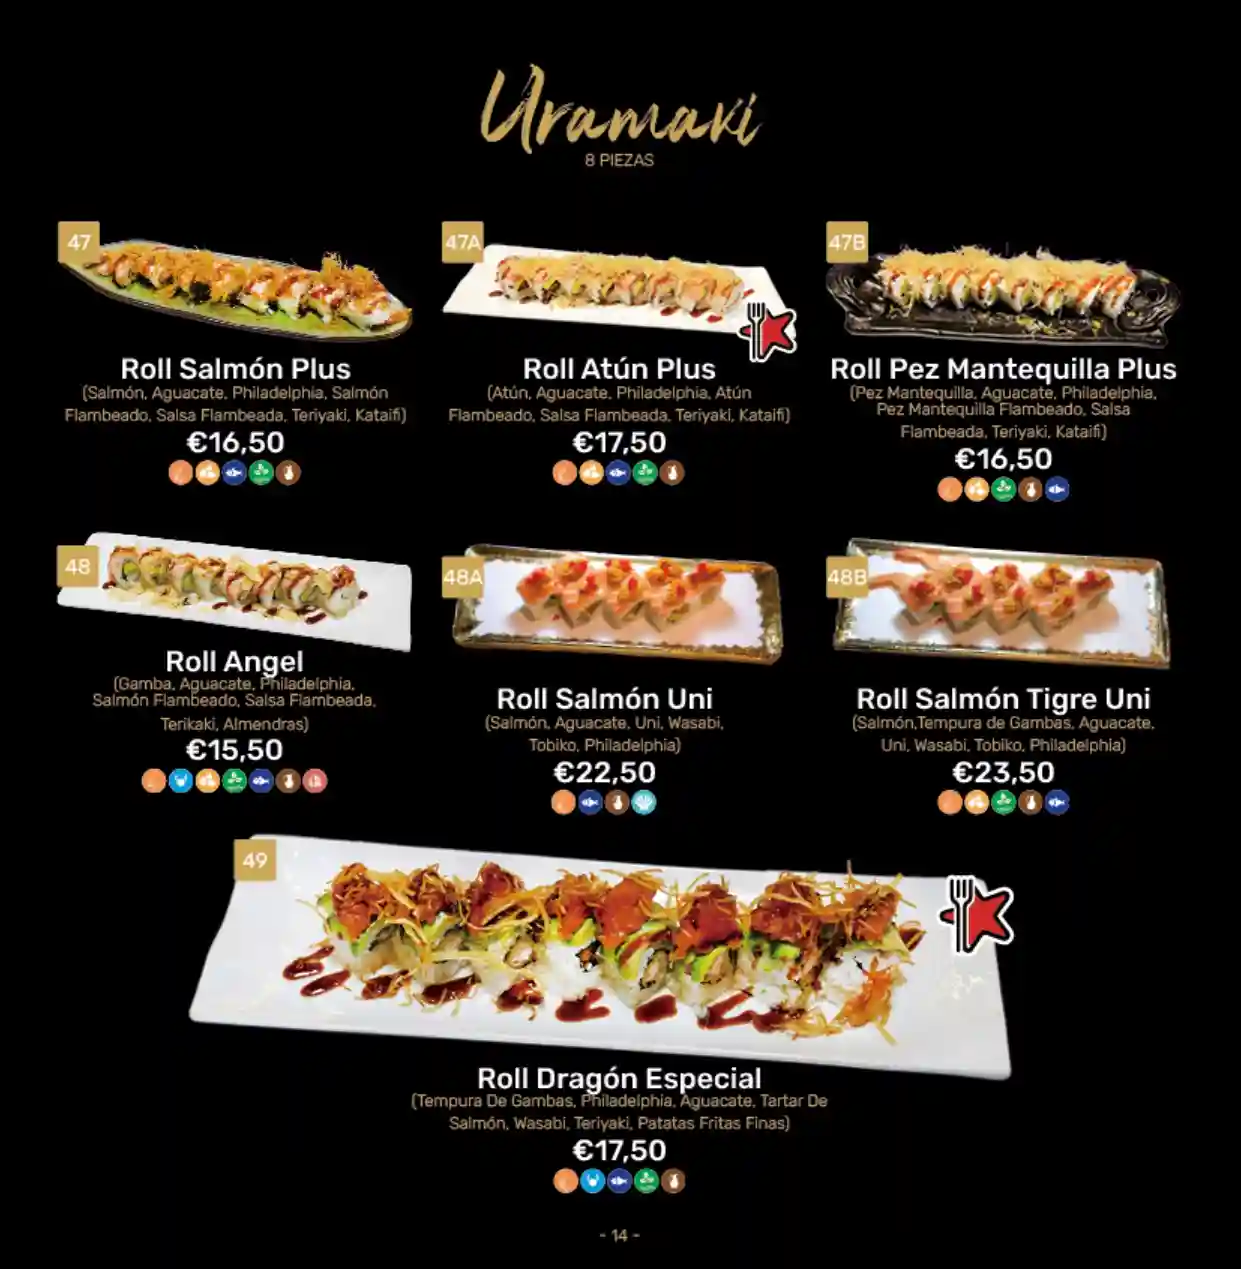 Uramaki
8 PIEZAS
47
47A
47B
Roll Salmón Plus
(Salmón, Aguacate, Philadelphia, Salmón
Flambeado, Salsa Flambeada, Teriyaki, Kataifi)
€16,50
Roll Atún Plus
(Atún, Aguacate, Philadelphia, Atún
Flambeado, Salsa Flambeada, Teriyaki, Kataifi)
€17,50
Roll Pez Mantequilla Plus
(Pez Mantequilla, Aguacate, Philadelphia,
Pez Mantequilla Flambeado, Salsa
Flambeada, Teriyaki, Kataifi)
€16,50
48
48A
48B
Roll Angel
(Gamba, Aguacate, Philadelphia,
Salmón Flambeado, Salsa Flambeada,
Terikaki, Almendras)
€15,50
Roll Salmón Uni
(Salmón, Aguacate, Uni, Wasabi,
Tobiko, Philadelphia)
€22,50
Roll Salmón Tigre Uni
(Salmón,Tempura de Gambas, Aguacate,
Uni, Wasabi, Tobiko, Philadelphia)
€23,50
49
Roll Dragón Especial
(Tempura De Gambas, Philadelphia, Aguacate, Tartar De
Salmón, Wasabi, Teriyaki, Patatas Fritas Finas)
€17,50
- 14 -